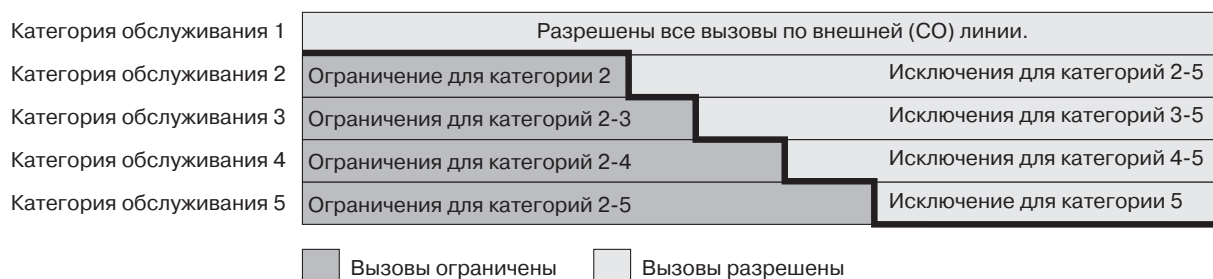 Категория обслуживания 1 Разрешены все вызовы по внешней (СО) линии.
Категория обслуживания 2 Ограничение для категории 2 Исключения для категорий 2-5
Категория обслуживания 3 Ограничения для категорий 2-3 Исключения для категорий 3-5
Категория обслуживания 4 Ограничения для категорий 2-4 Исключения для категорий 4-5
Категория обслуживания 5 Ограничения для категорий 2-5 Исключение для категории 5
Вызовы ограничены Вызовы разрешены